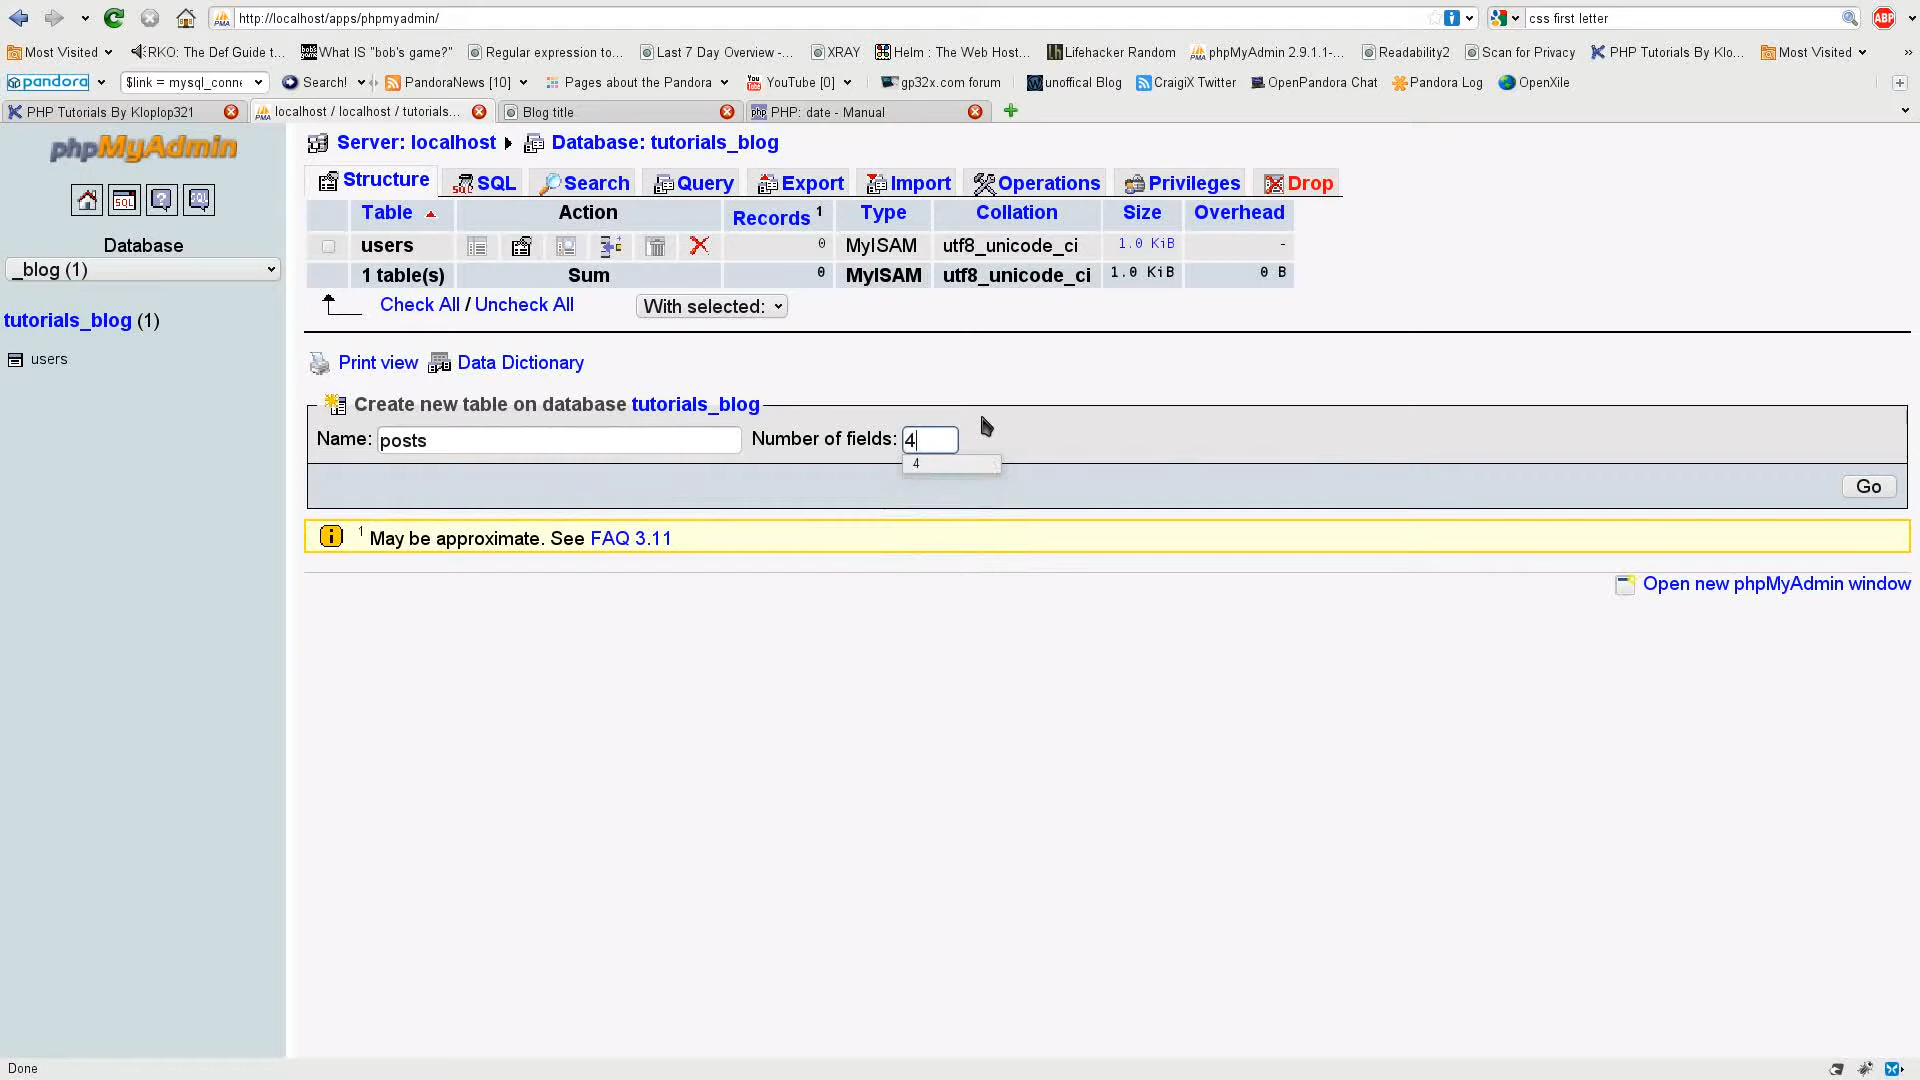 http://localhost/apps/phpmyadmin/
css first letter
ABP
Most Visited
RKO: The Def Guide t...
What IS "bob's game?"
Regular expression to...
Last 7 Day Overview -...
XRAY
Helm : The Web Host...
Lifehacker Random
phpMyAdmin 2.9.1.1-...
Readability2
Scan for Privacy
PHP Tutorials By Klo...
Most Visited
»
pandora
$link = mysql_conne
Search!
PandoraNews [10]
Pages about the Pandora
YouTube [0]
gp32x.com forum
unoffical Blog
CraigiX Twitter
OpenPandora Chat
Pandora Log
OpenXile
PHP Tutorials By Kloplop321
localhost / localhost / tutorials...
Blog title
PHP: date - Manual
phpMyAdmin
Database
_blog (1)
tutorials_blog (1)
users
Server: localhost
Database: tutorials_blog
Structure
SQL
Search
Query
Export
Import
Operations
Privileges
Drop
Table Action Records 1 Type Collation Size Overhead
users 0 MyISAM utf8_unicode_ci 1.0 KiB -
1 table(s) Sum 0 MyISAM utf8_unicode_ci 1.0 KiB 0 B
Check All / Uncheck All
With selected:
Print view
Data Dictionary
Create new table on database tutorials_blog
Name: posts Number of fields: 4
4
Go
1 May be approximate. See FAQ 3.11
Open new phpMyAdmin window
Done